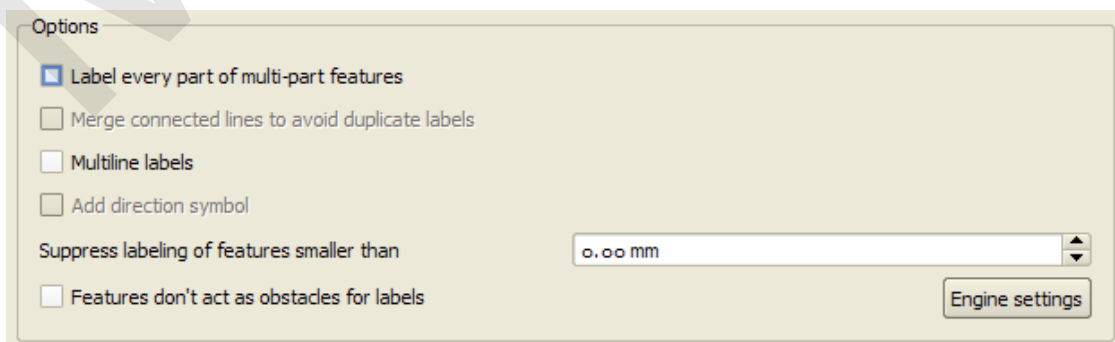 Options
Label every part of multi-part features
Merge connected lines to avoid duplicate labels
Multiline labels
Add direction symbol
Suppress labeling of features smaller than 0.00 mm
Features don't act as obstacles for labels Engine settings